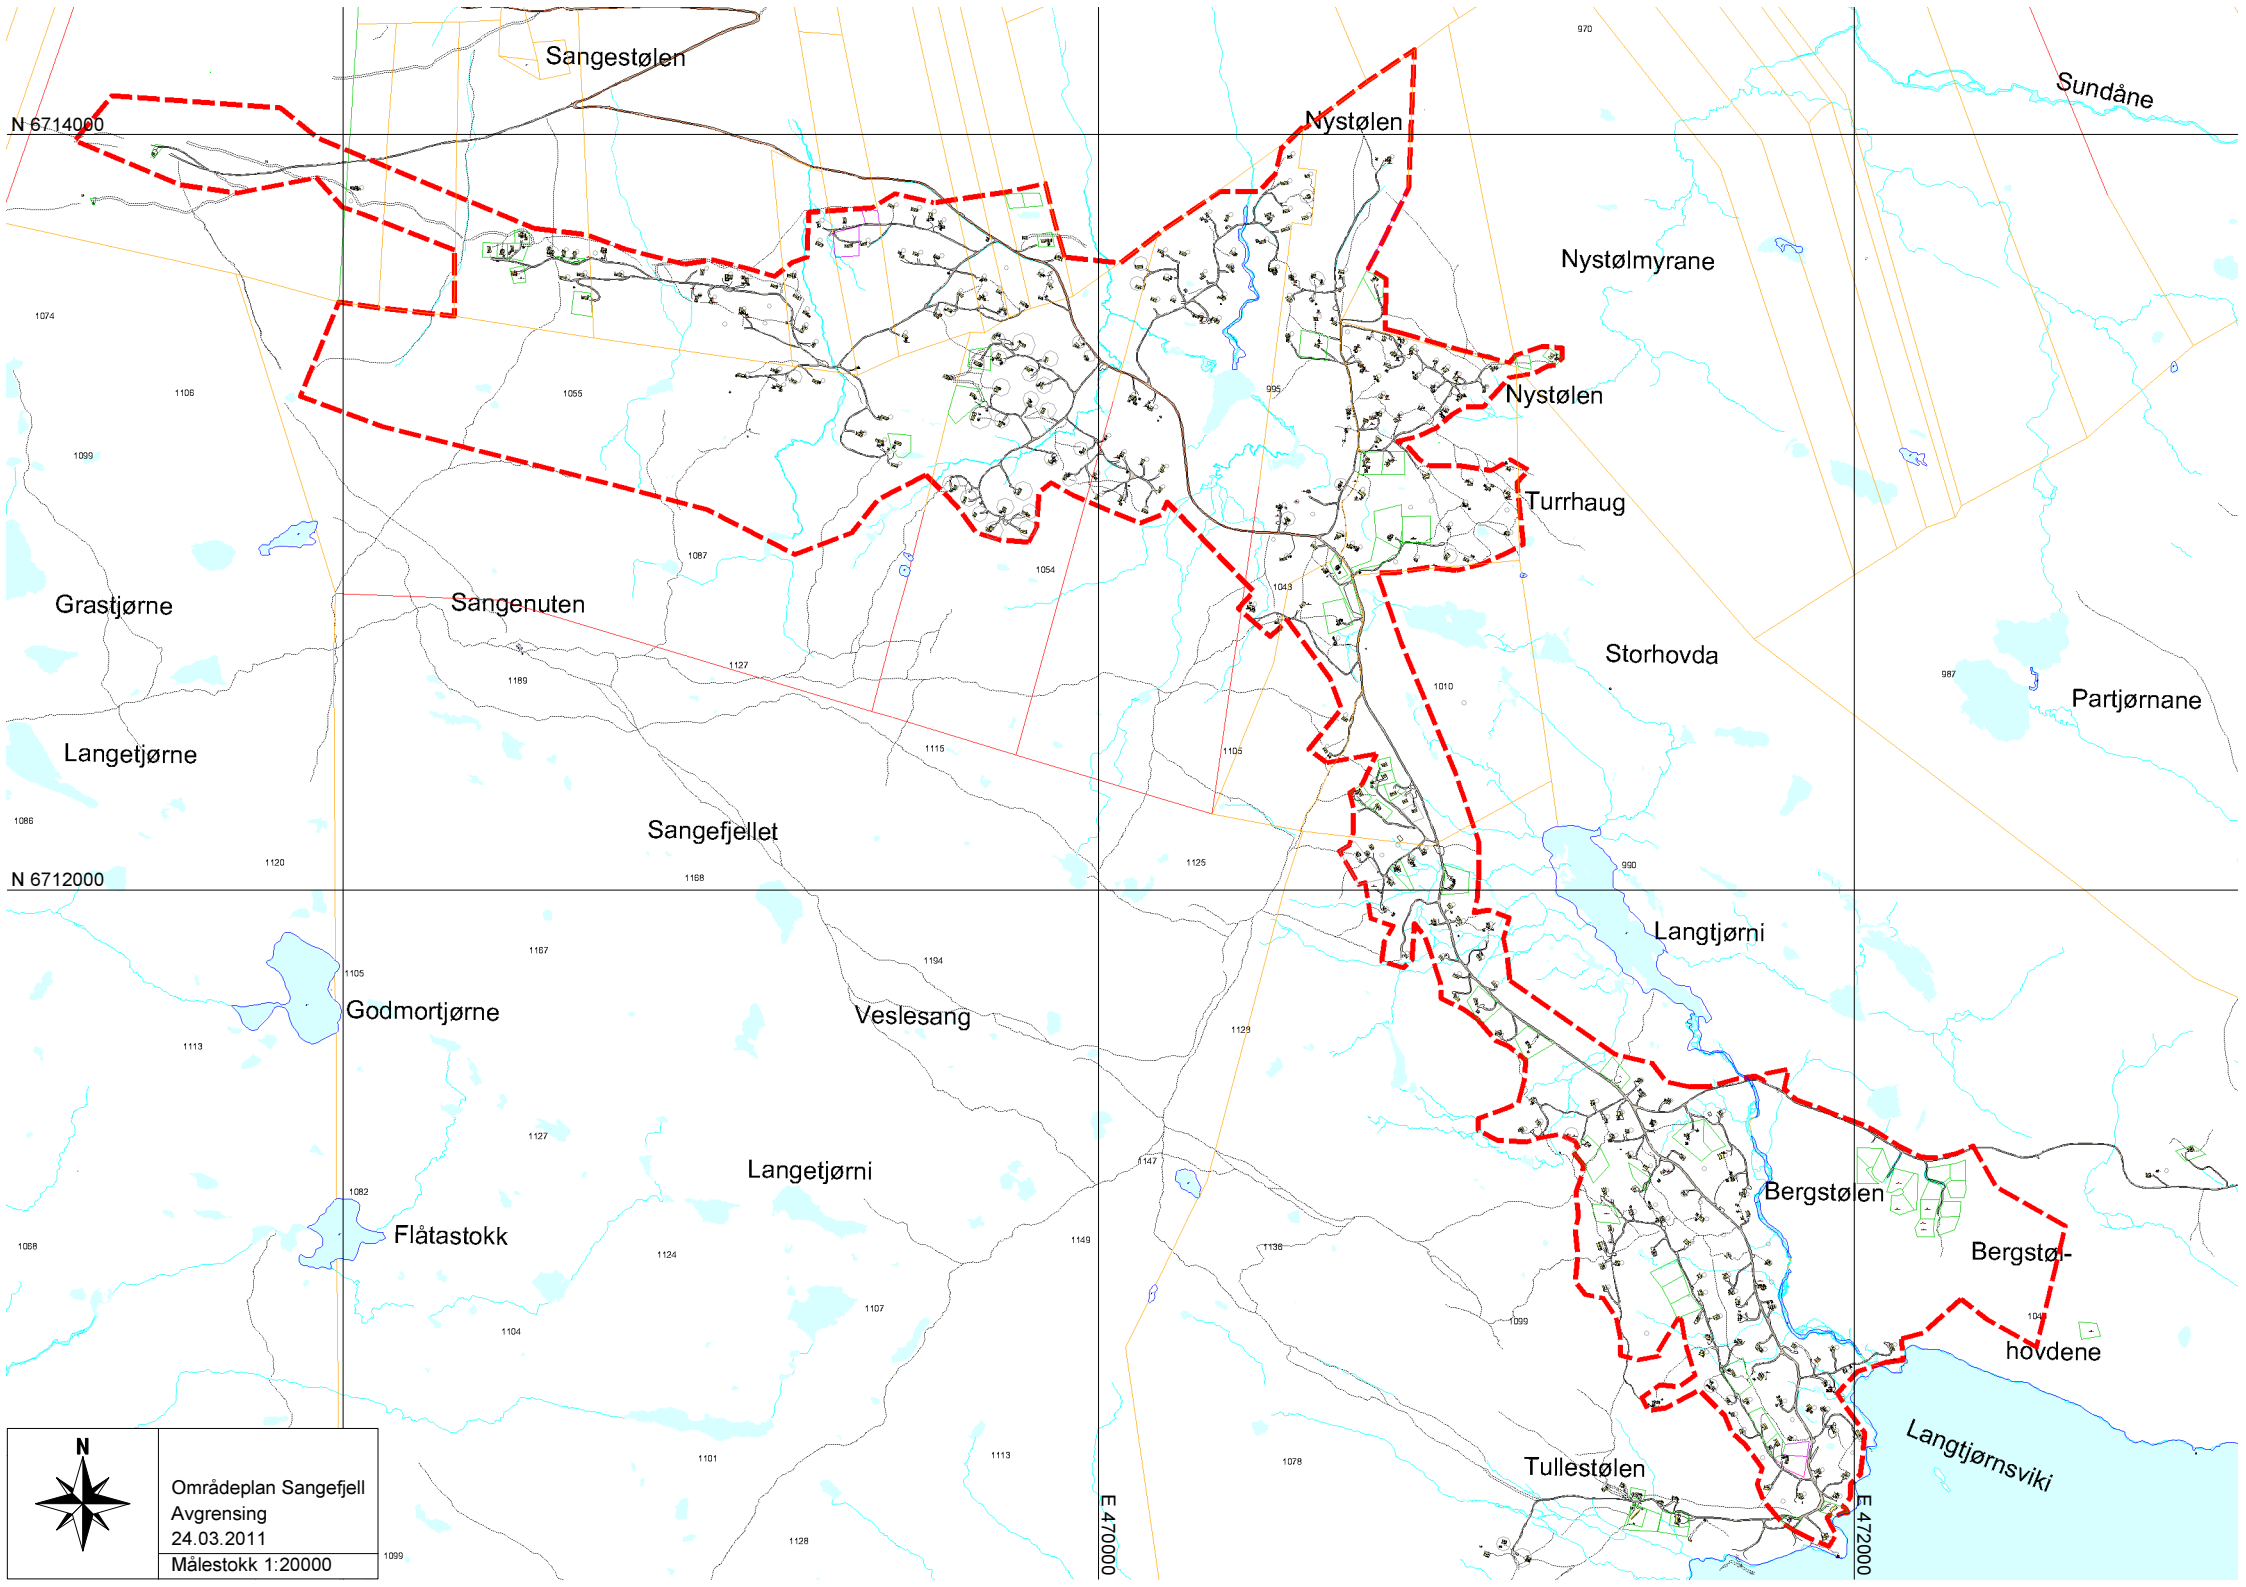 970
Sangestølen
Sundåne
N 6714000
Nystølen
Nystølmyrane
1074
1106
1055
995
Nystølen
1099
Turrhaug
1087
1054
1043
Grastjørne
Sangenuten
Storhovda
1127
1189
1010
987
Partjørnane
Langetjørne
1115
1105
1086
Sangefjellet
1120
1168
1125
990
N 6712000
Langtjørni
1167
1194
1105
Godmortjørne
Veslesang
1129
1113
1127
1147
Langetjørni
1082
Bergstølen
Flåtastokk
1068
1124
1149
1136
Bergstøl-
1107
1104
1099
hovdene
1101
1113
1078
Tullestølen
Langtjørnsviki
N
Områdeplan Sangefjell
Avgrensing
24.03.2011
Målestokk 1:20000
1099
1128
E 470000
E 472000